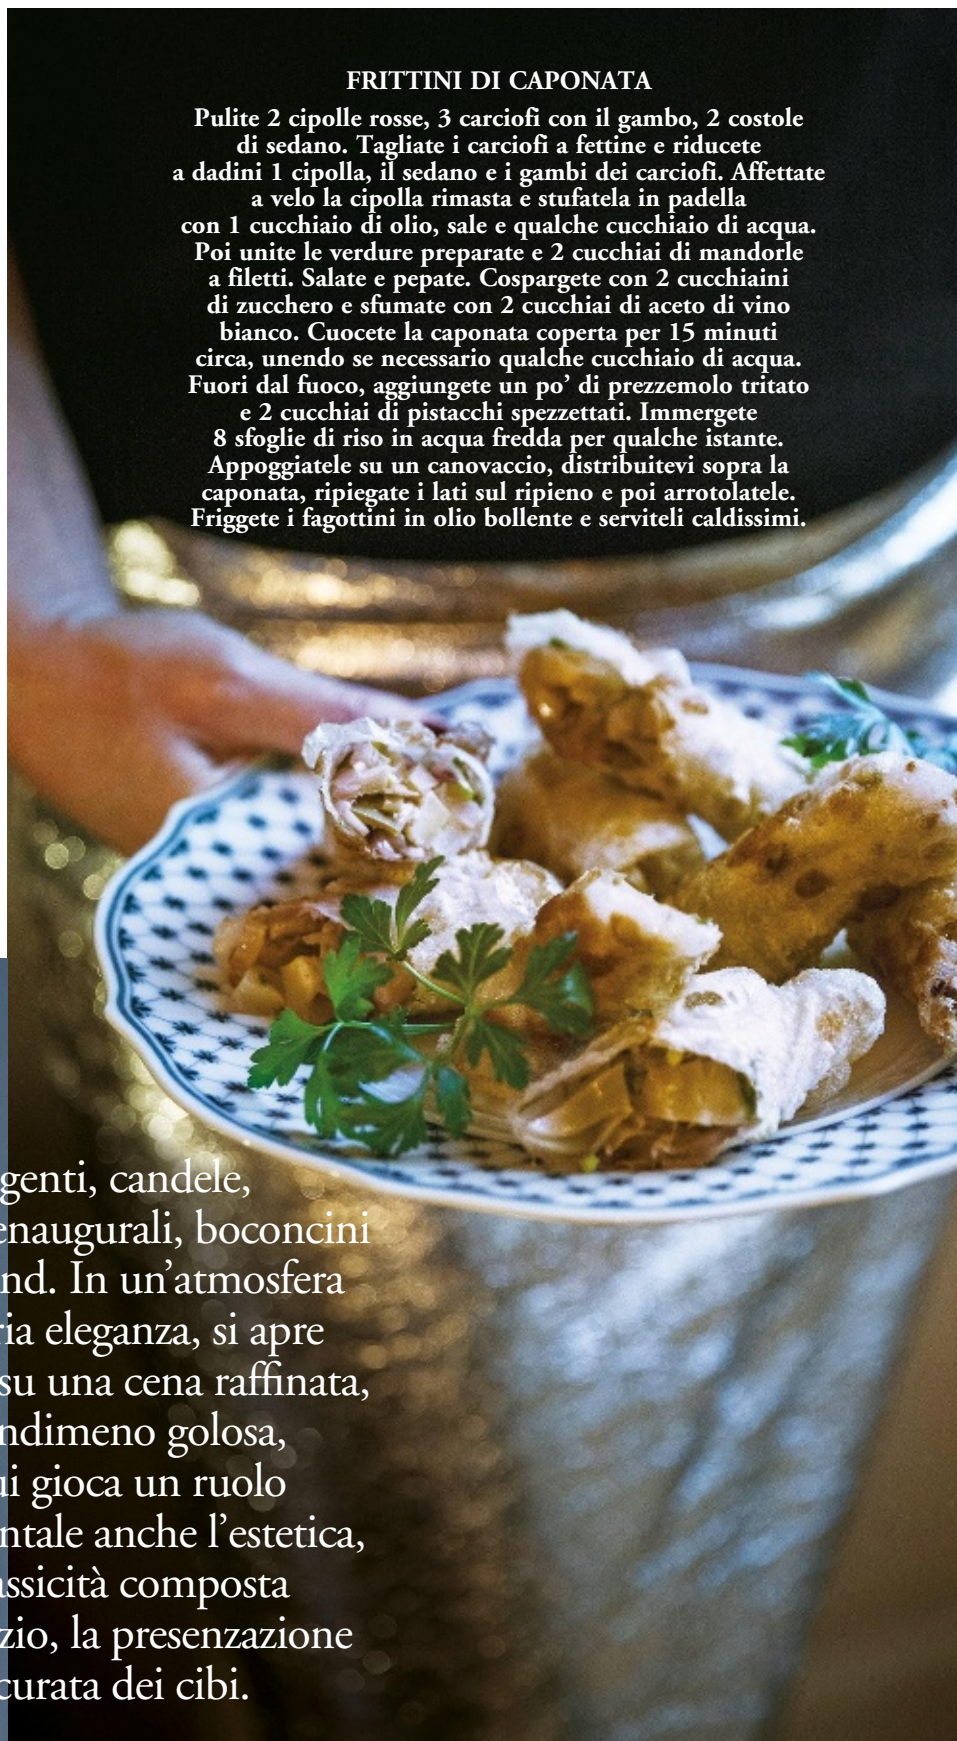 FRITTINI DI CAPONATA
Pulite 2 cipolle rosse, 3 carciofi con il gambo, 2 costole
di sedano. Tagliate i carciofi a fettine e riducete
a dadini 1 cipolla, il sedano e i gambi dei carciofi. Affettate
a velo la cipolla rimasta e stufatela in padella
con 1 cucchiaio di olio, sale e qualche cucchiaio di acqua.
Poi unite le verdure preparate e 2 cucchiai di mandorle
a filetti. Salate e pepate. Cospargete con 2 cucchiaini
di zucchero e sfumate con 2 cucchiai di aceto di vino
bianco. Cuocete la caponata coperta per 15 minuti
circa, unendo se necessario qualche cucchiaio di acqua.
Fuori dal fuoco, aggiungete un po’ di prezzemolo tritato
e 2 cucchiai di pistacchi spezzettati. Immergete
8 sfoglie di riso in acqua fredda per qualche istante.
Appoggiatele su un canovaccio, distribuitevi sopra la
caponata, ripiegate i lati sul ripieno e poi arrotolatele.
Friggete i fagottini in olio bollente e serviteli caldissimi.
genti, candele,
enaugurali, boconcini
nd. In un’atmosfera
ria eleganza, si apre
su una cena raffinata,
ndimeno golosa,
ui gioca un ruolo
ntale anche l’estetica,
assicità composta
zio, la presenzazione
curata dei cibi.